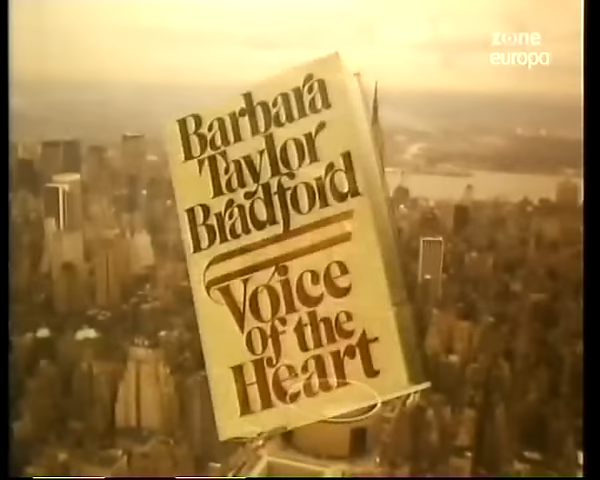 zone
europa
Barbara
Taylor
Bradford
Voice
of the
Heart